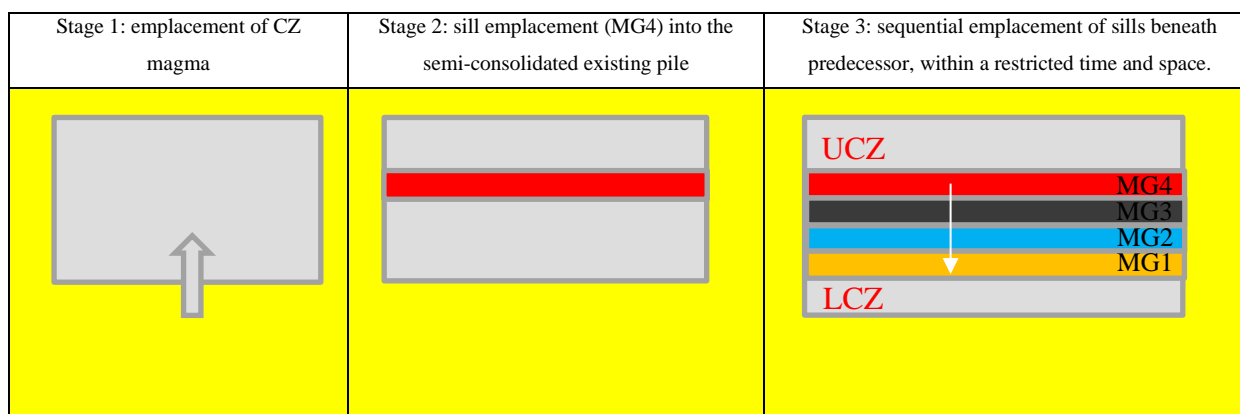 Stage 1: emplacement of CZ
magma
Stage 2: sill emplacement (MG4) into the
semi-consolidated existing pile
Stage 3: sequential emplacement of sills beneath
predecessor, within a restricted time and space.
UCZ
MG4
MG3
MG2
MG1
LCZ